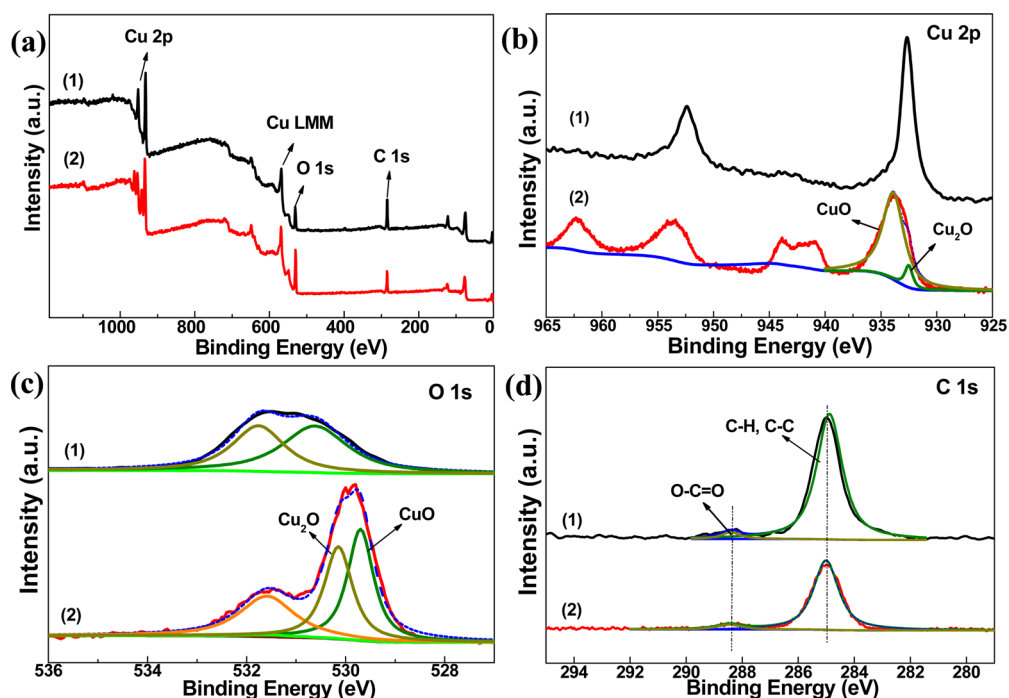 (a)
Cu 2p
(1)
Cu LMM
(2)
O 1s
C 1s
Intensity (a.u.)
1000 800 600 400 200 0
Binding Energy (eV)
(b)
Cu 2p
(1)
(2)
CuO
Cu₂O
Intensity (a.u.)
965 960 955 950 945 940 935 930 925
Binding Energy (eV)
(c)
O 1s
(1)
Cu₂O
CuO
(2)
Intensity (a.u.)
536 534 532 530 528
Binding Energy (eV)
(d)
C 1s
C-H, C-C
O-C=O
(1)
(2)
Intensity (a.u.)
294 292 290 288 286 284 282 280
Binding Energy (eV)